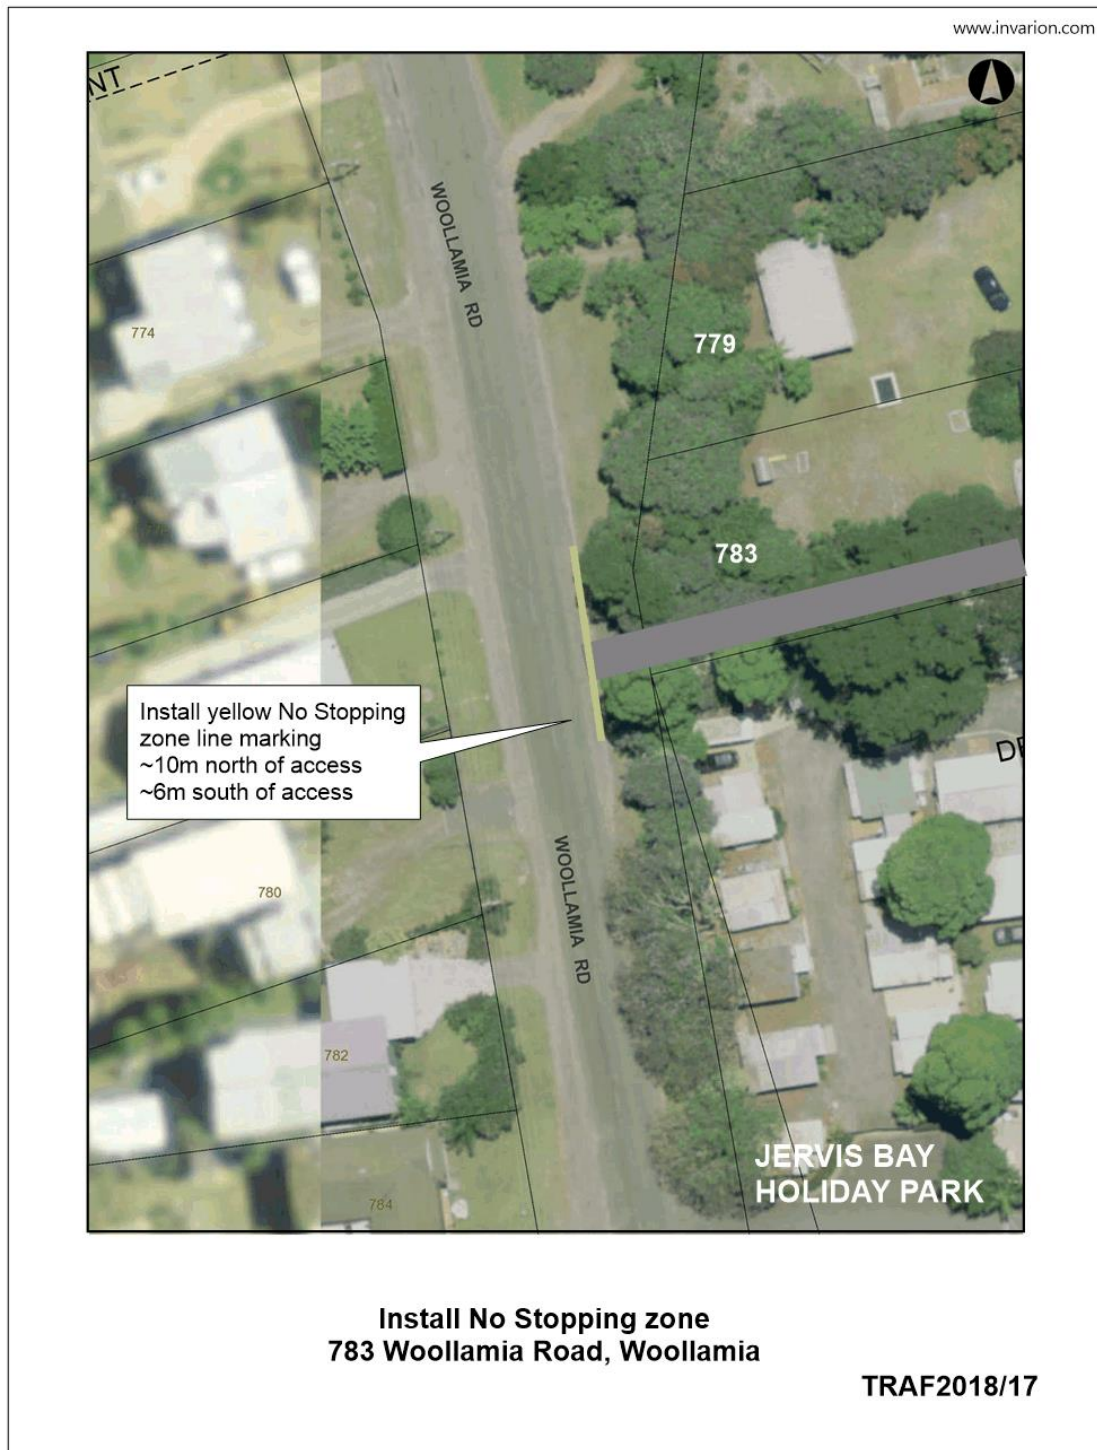 www.invarion.com
NT
WOOLLAMIA RD
774
779
783
Install yellow No Stopping
zone line marking
~10m north of access
~6m south of access
DE
780
WOOLLAMIA RD
782
JERVIS BAY
HOLIDAY PARK
784
Install No Stopping zone
783 Woollamia Road, Woollamia
TRAF2018/17